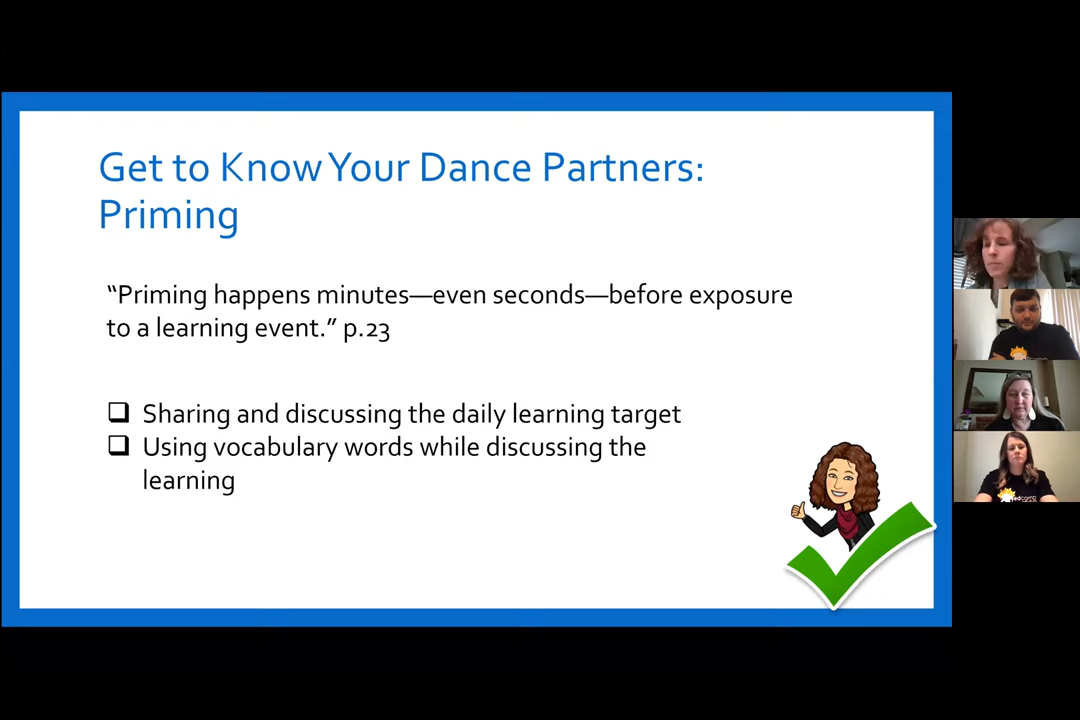 Get to Know Your Dance Partners:
Priming
“Priming happens minutes—even seconds—before exposure
to a learning event.” p.23
Sharing and discussing the daily learning target
Using vocabulary words while discussing the
learning
edcamp